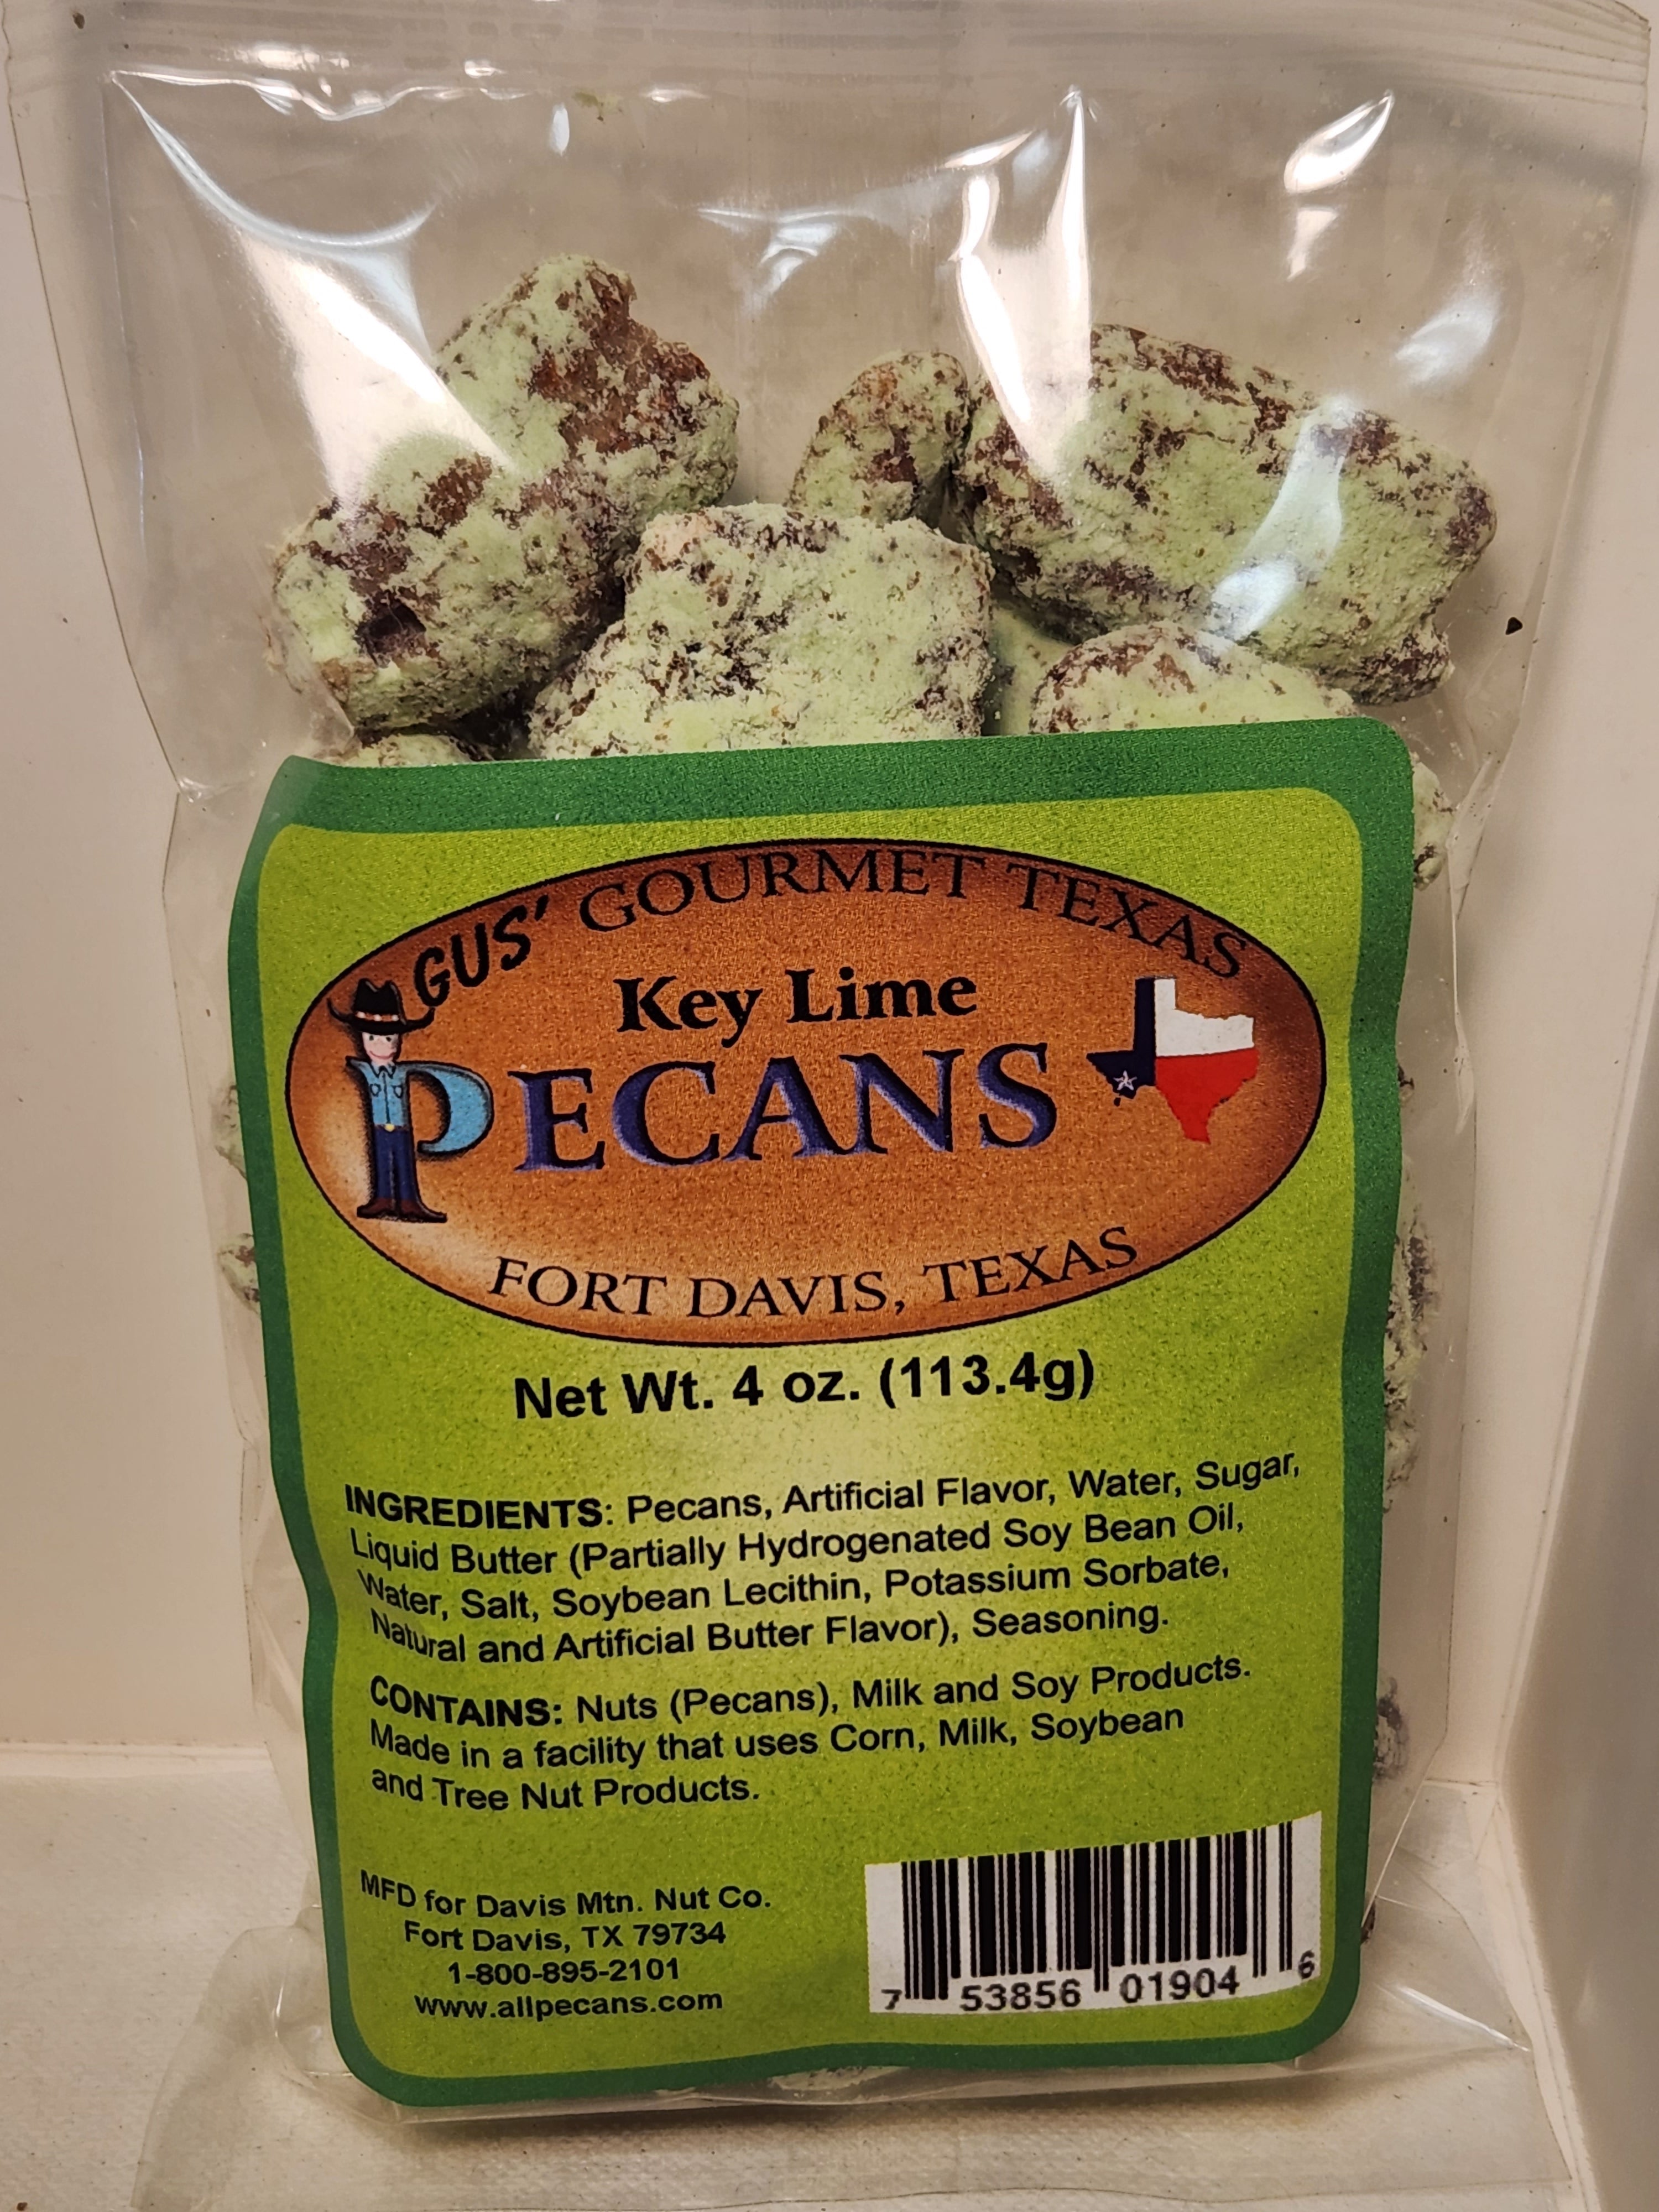 GUS' GOURMET TEXAS
Key Lime
PECANS
FORT DAVIS, TEXAS
Net Wt. 4 oz. (113.4g)
INGREDIENTS: Pecans, Artificial Flavor, Water, Sugar,
Liquid Butter (Partially Hydrogenated Soy Bean Oil,
Water, Salt, Soybean Lecithin, Potassium Sorbate,
Natural and Artificial Butter Flavor), Seasoning.
CONTAINS: Nuts (Pecans), Milk and Soy Products.
Made in a facility that uses Corn, Milk, Soybean
and Tree Nut Products.
MFD for Davis Mtn. Nut Co.
Fort Davis, TX 79734
1-800-895-2101
www.allpecans.com
7 53856 01904 6